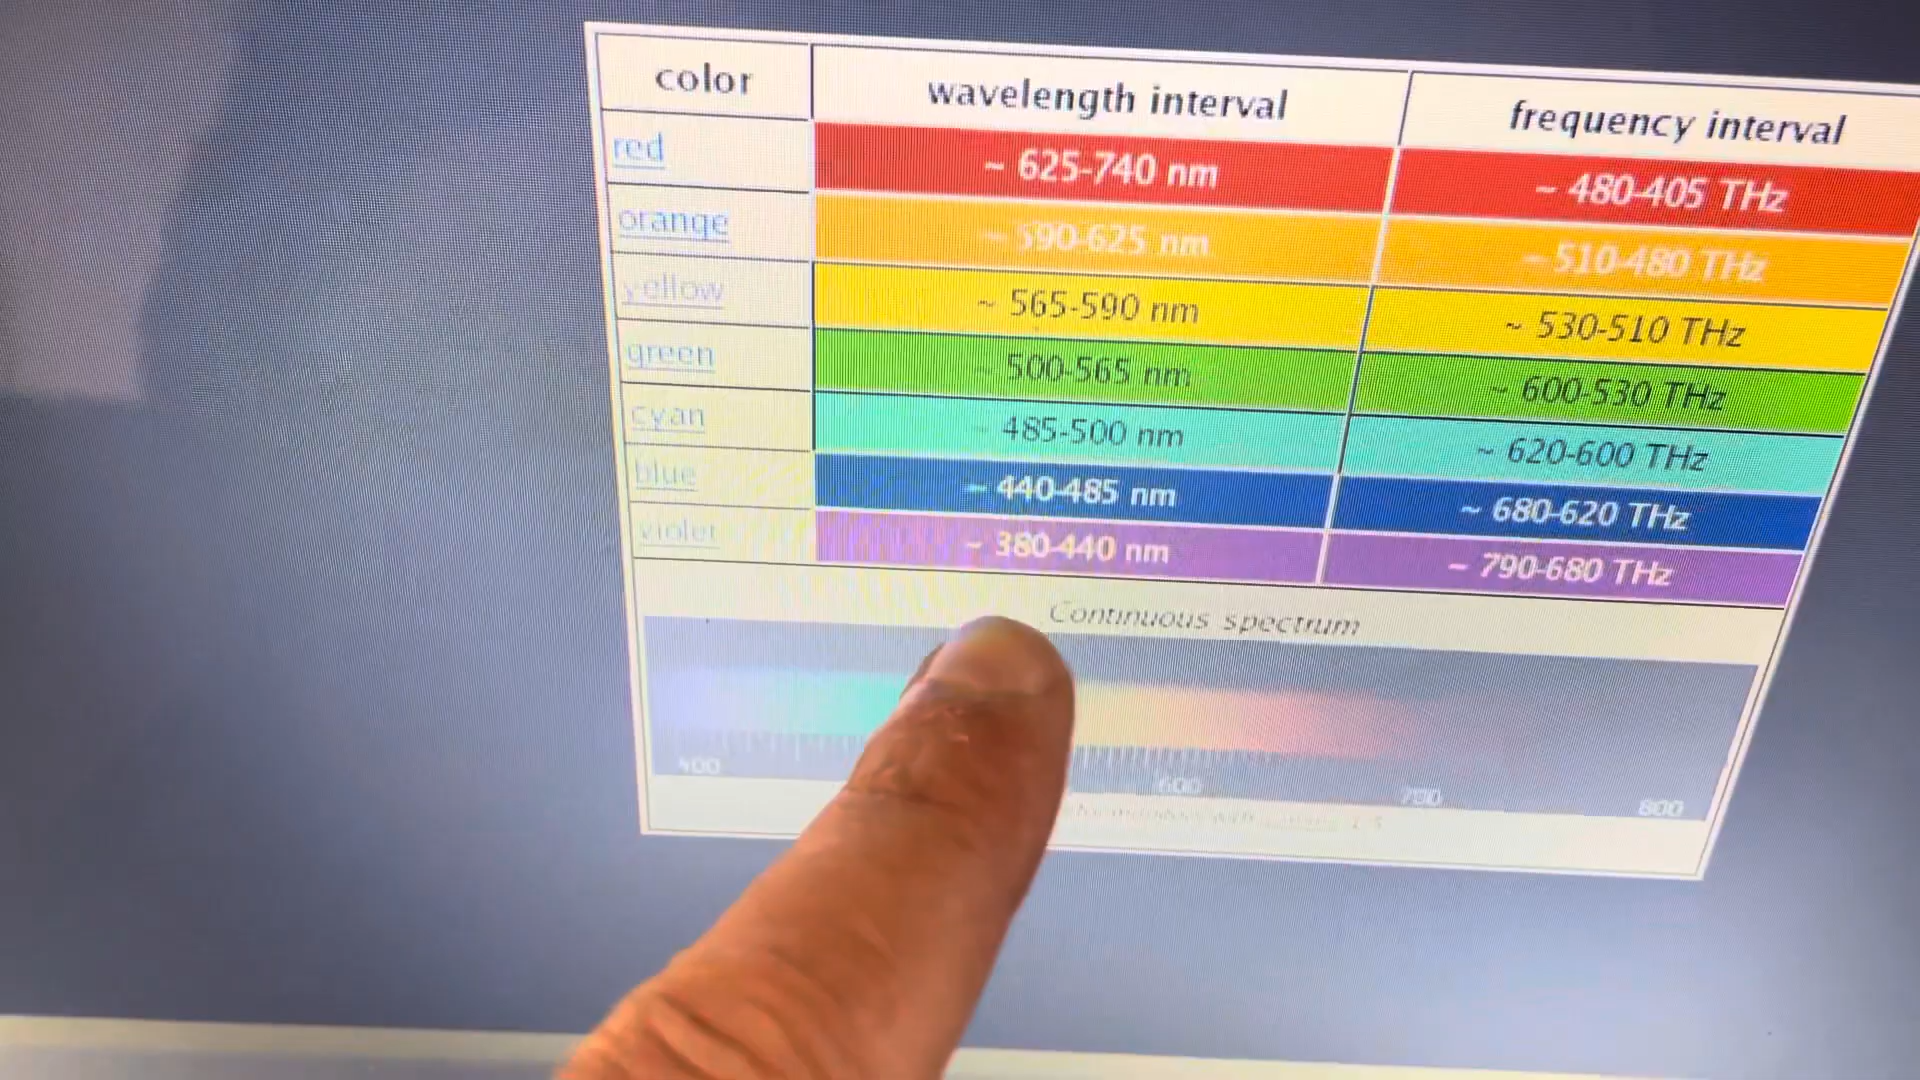 color wavelength interval frequency interval
red ~ 625-740 nm ~ 480-405 THz
orange ~ 590-625 nm ~ 510-480 THz
yellow ~ 565-590 nm ~ 530-510 THz
green ~ 500-565 nm ~ 600-530 THz
cyan ~ 485-500 nm ~ 620-600 THz
blue ~ 440-485 nm ~ 680-620 THz
violet ~ 380-440 nm ~ 790-680 THz
Continuous spectrum
400 600 700 800